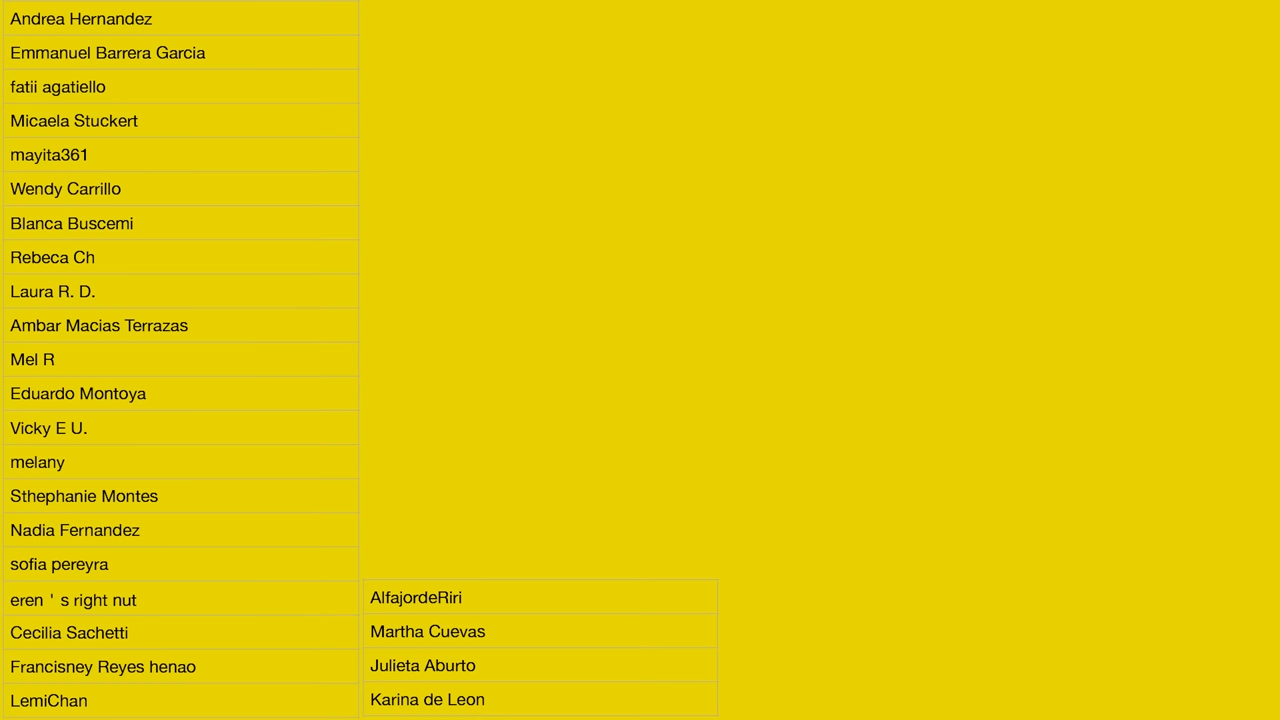 Andrea Hernandez
Emmanuel Barrera Garcia
fatii agatiello
Micaela Stuckert
mayita361
Wendy Carrillo
Blanca Buscemi
Rebeca Ch
Laura R. D.
Ambar Macias Terrazas
Mel R
Eduardo Montoya
Vicky E U.
melany
Sthephanie Montes
Nadia Fernandez
sofia pereyra
eren ' s right nut
Cecilia Sachetti
Francisney Reyes henao
LemiChan
AlfajordeRiri
Martha Cuevas
Julieta Aburto
Karina de Leon